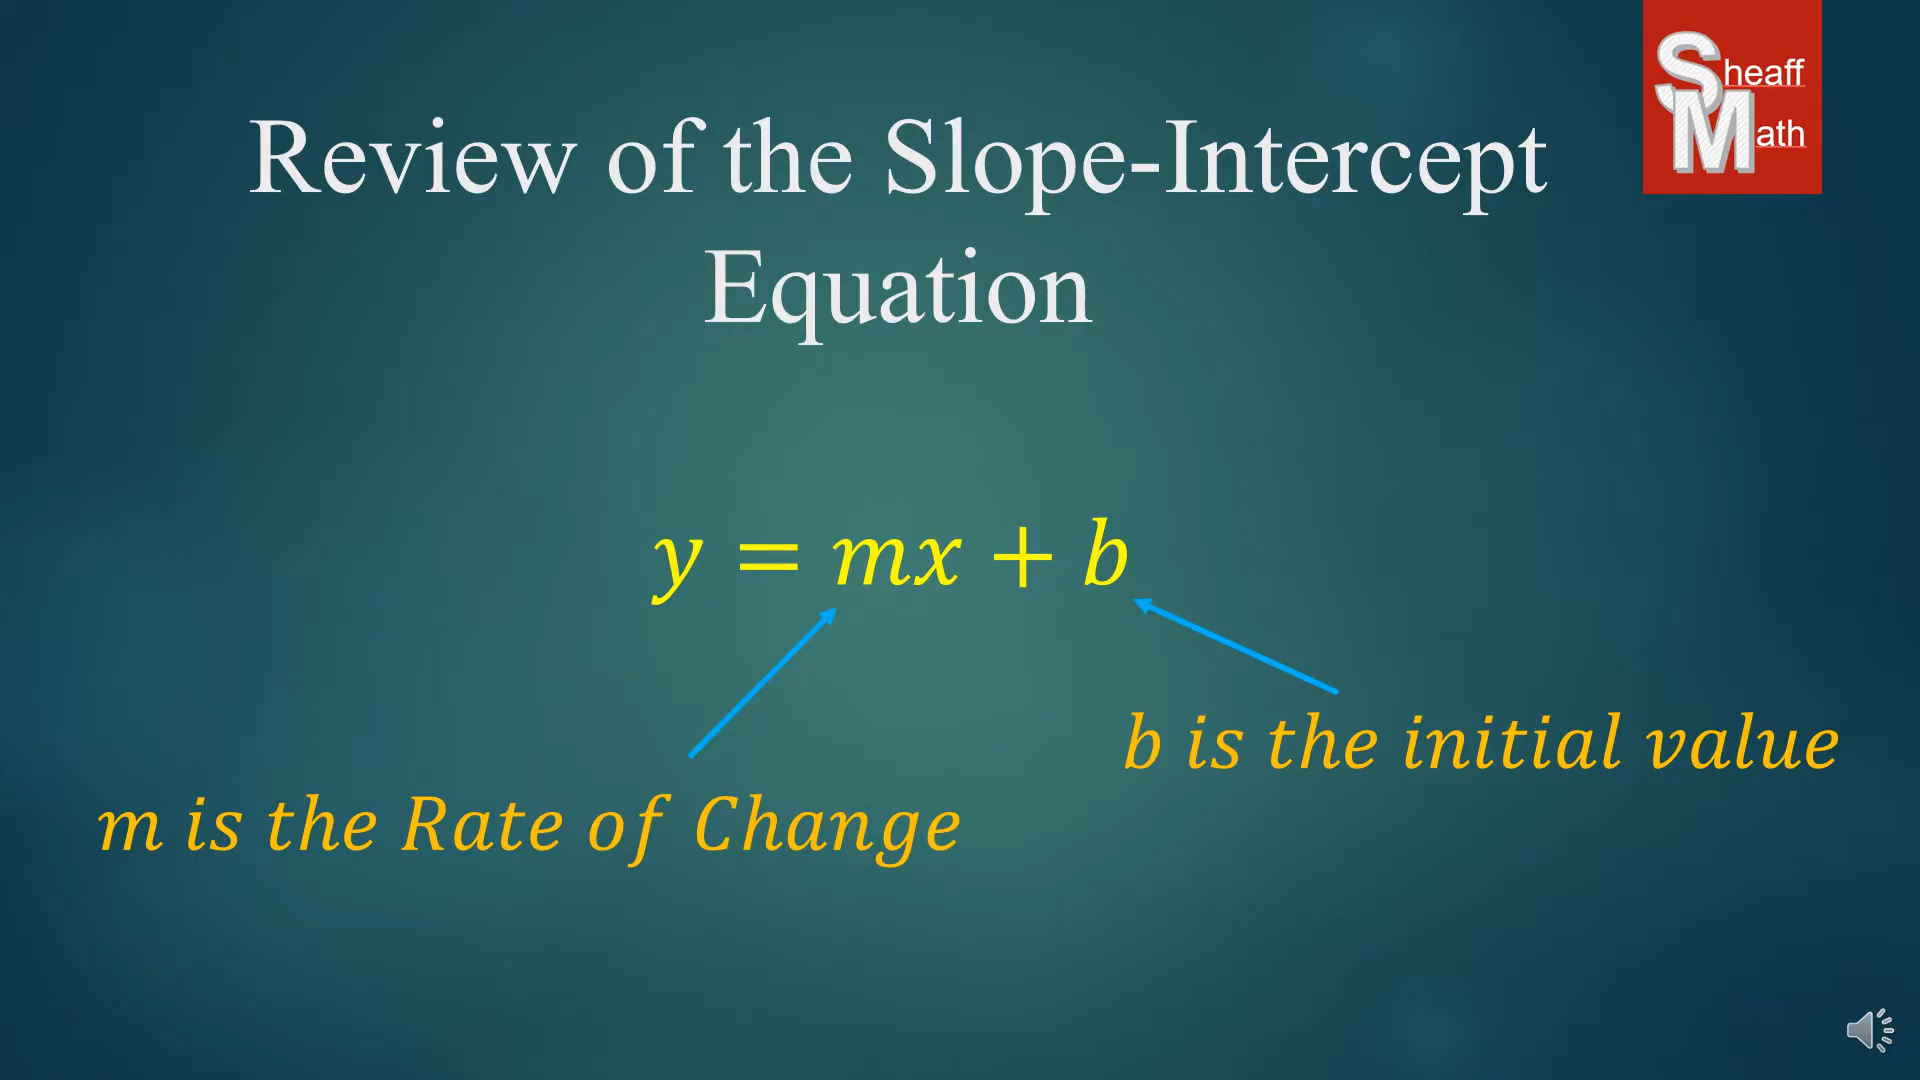 Sheaff
Math
Review of the Slope-Intercept
Equation
y = mx + b
b is the initial value
m is the Rate of Change